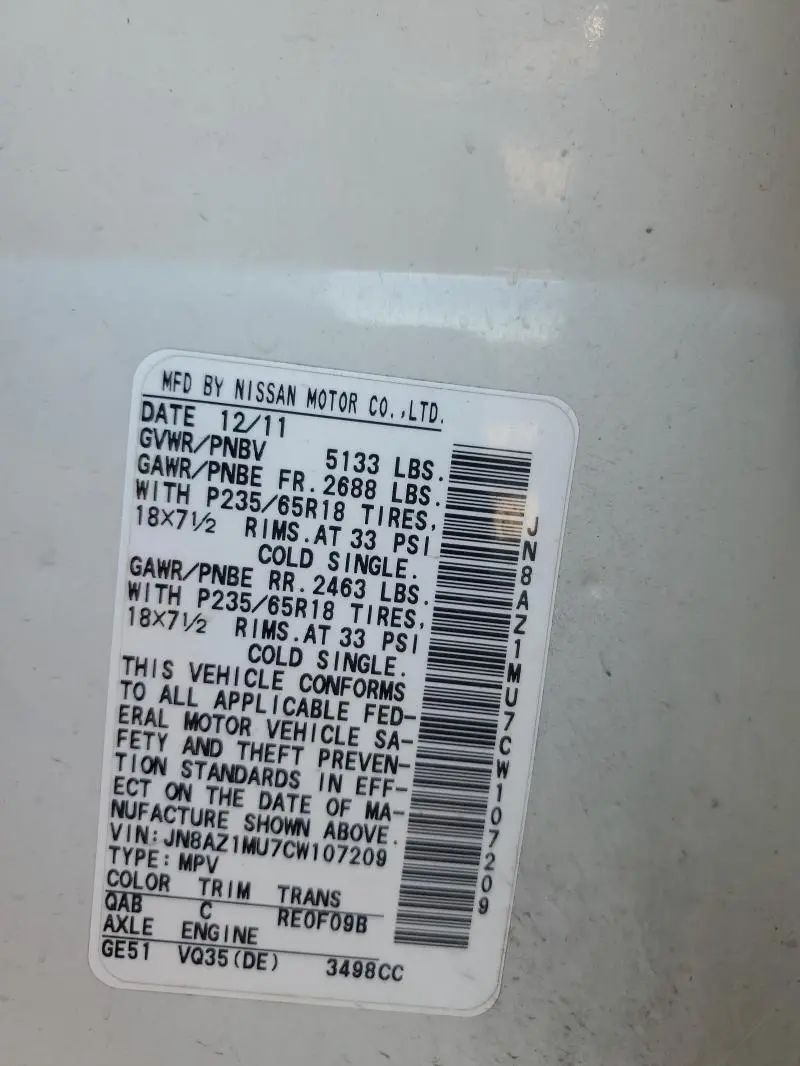 MFD BY NISSAN MOTOR CO.,LTD.
DATE 12/11
GVWR/PNBV 5133 LBS.
GAWR/PNBE FR.2688 LBS.
WITH P235/65R18 TIRES,
18X7½ RIMS.AT 33 PSI
COLD SINGLE.
GAWR/PNBE RR.2463 LBS.
WITH P235/65R18 TIRES,
18X7½ RIMS.AT 33 PSI
COLD SINGLE.
THIS VEHICLE CONFORMS
TO ALL APPLICABLE FED-
ERAL MOTOR VEHICLE SA-
FETY AND THEFT PREVEN-
TION STANDARDS IN EFF-
ECT ON THE DATE OF MA-
NUFACTURE SHOWN ABOVE.
VIN:JN8AZ1MU7CW107209
TYPE:MPV
COLOR TRIM TRANS
QAB C RE0F09B
AXLE ENGINE
GE51 VQ35(DE) 3498CC
JN8AZ1MU7CW107209